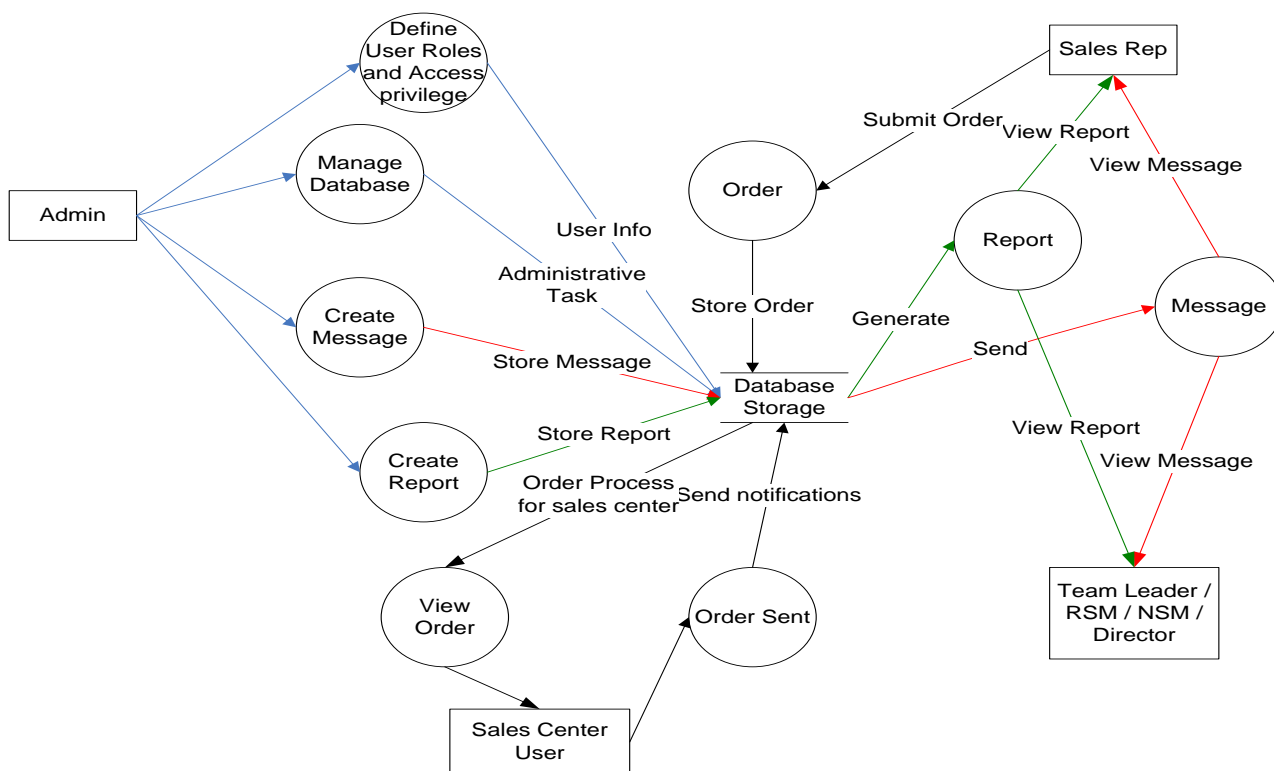 Define
User Roles
and Access
privilege
Sales Rep
Submit Order
View Report
Manage
Database
View Message
Order
Admin
User Info
Report
Administrative
Task
Store Order
Create
Message
Generate
Message
Send
Store Message
Database
Storage
Store Report
View Report
Create
Report
View Message
Order Process
for sales center
Send notifications
View
Order
Order Sent
Team Leader /
RSM / NSM /
Director
Sales Center
User